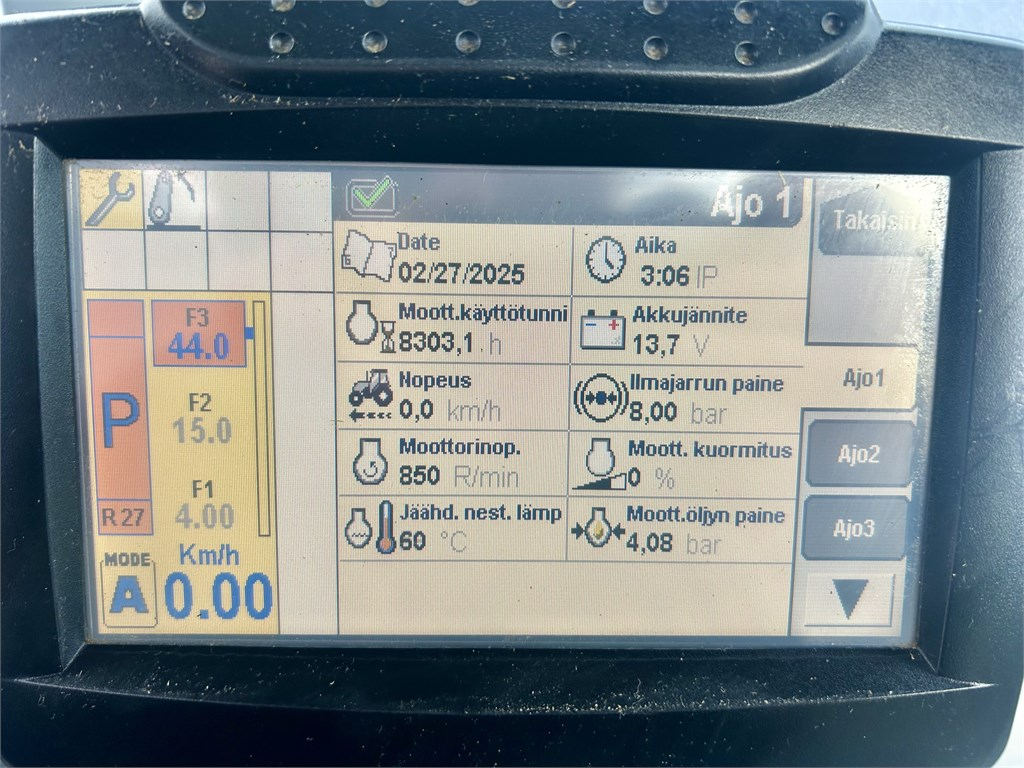 Ajo 1
Takaisin
Date
02/27/2025
Aika
3:06 IP
Moott.käyttötunni
8303,1 h
Akkujännite
13,7 V
Nopeus
0,0 km/h
Ilmajarrun paine
8,00 bar
Moottorinop.
850 R/min
Moott. kuormitus
0 %
Jäähd. nest. lämp
60 °C
Moott.öljyn paine
4,08 bar
Ajo1
Ajo2
Ajo3
F3
44.0
P
F2
15.0
F1
4.00
R 27
MODE
A
Km/h
0.00